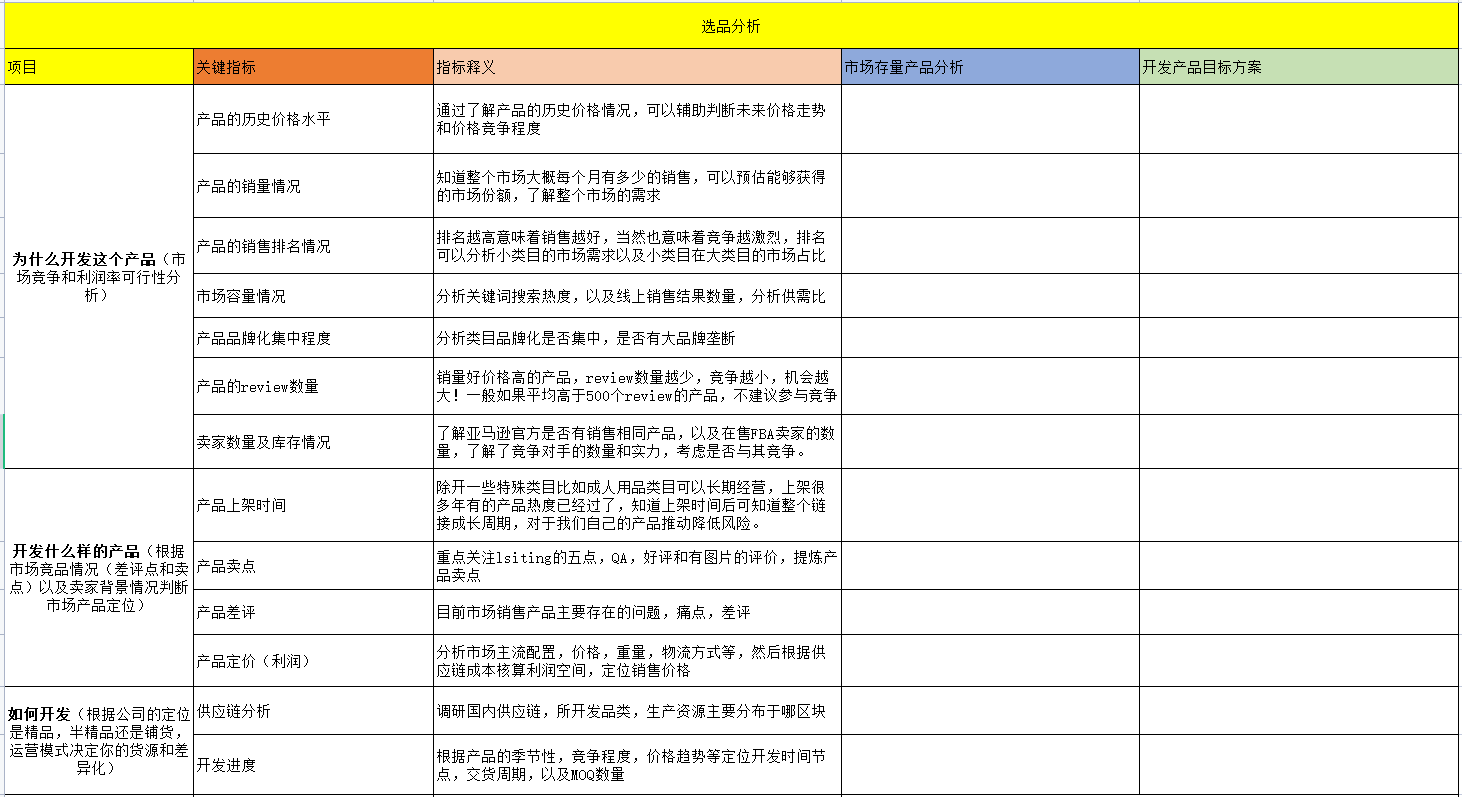 选品分析
项目
关键指标
指标释义
市场存量产品分析
开发产品目标方案
为什么开发这个产品（市
场竞争和利润率可行性分
析）
产品的历史价格水平
通过了解产品的历史价格情况，可以辅助判断未来价格走势
和价格竞争程度
产品的销量情况
知道整个市场大概每个月有多少的销售，可以预估能够获得
的市场份额，了解整个市场的需求
产品的销售排名情况
排名越高意味着销售越好，当然也意味着竞争越激烈，排名
可以分析小类目的市场需求以及小类目在大类目的市场占比
市场容量情况
分析关键词搜索热度，以及线上销售结果数量，分析供需比
产品品牌化集中程度
分析类目品牌化是否集中，是否有大品牌垄断
产品的review数量
销量好价格高的产品，review数量越少，竞争越小，机会越
大！一般如果平均高于500个review的产品，不建议参与竞争
卖家数量及库存情况
了解亚马逊官方是否有销售相同产品，以及在售FBA卖家的数
量，了解了竞争对手的数量和实力，考虑是否与其竞争。
开发什么样的产品（根据
市场竞品情况（差评点和卖
点）以及卖家背景情况判断
市场产品定位）
产品上架时间
除开一些特殊类目比如成人用品类目可以长期经营，上架很
多年有的产品热度已经过了，知道上架时间后可知道整个链
接成长周期，对于我们自己的产品推动降低风险。
产品卖点
重点关注lsiting的五点，QA，好评和有图片的评价，提炼产
品卖点
产品差评
目前市场销售产品主要存在的问题，痛点，差评
产品定价（利润）
分析市场主流配置，价格，重量，物流方式等，然后根据供
应链成本核算利润空间，定位销售价格
如何开发（根据公司的定位
是精品，半精品还是铺货，
运营模式决定你的货源和差
异化）
供应链分析
调研国内供应链，所开发品类，生产资源主要分布于哪区块
开发进度
根据产品的季节性，竞争程度，价格趋势等定位开发时间节
点，交货周期，以及MOQ数量